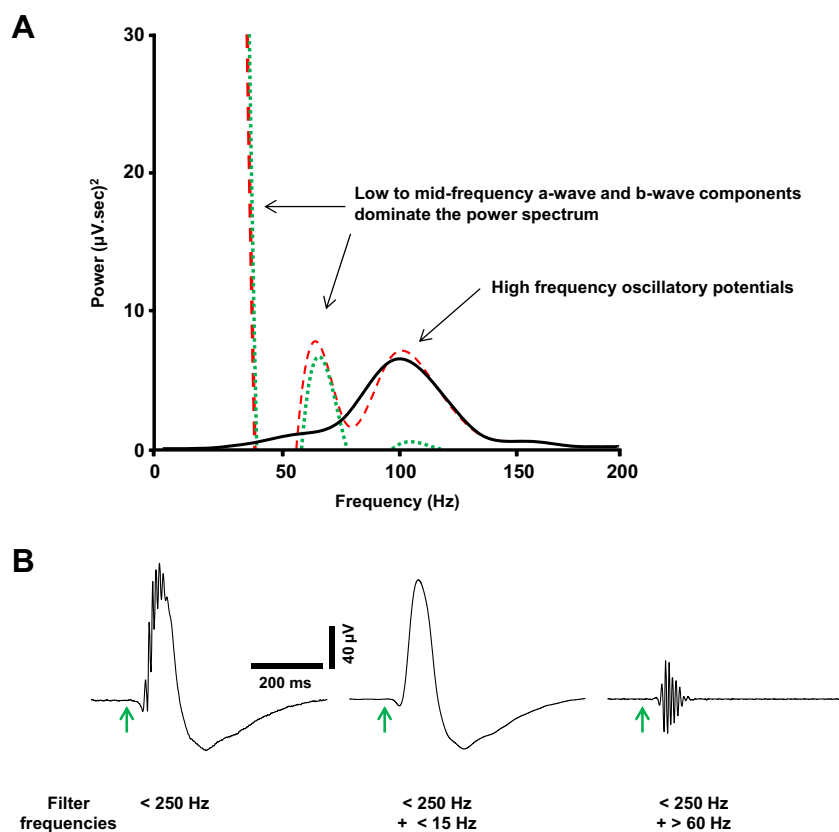 A
30
20
10
0
Power (µV.sec)²
0 50 100 150 200
Frequency (Hz)
Low to mid-frequency a-wave and b-wave components
dominate the power spectrum
High frequency oscillatory potentials
B
40 µV
200 ms
Filter
frequencies
< 250 Hz
< 250 Hz
+ < 15 Hz
< 250 Hz
+ > 60 Hz